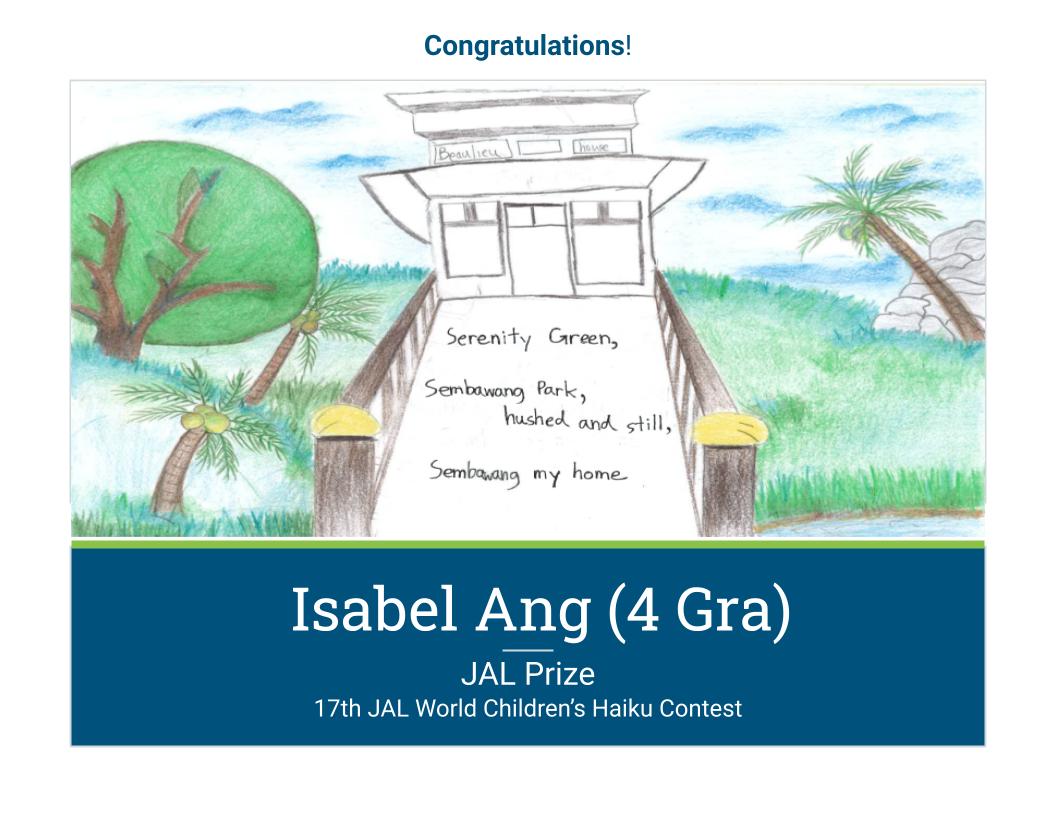 Congratulations!
Beaulieu house
Serenity Green,
Sembawang Park,
hushed and still,
Sembawang my home
Isabel Ang (4 Gra)
JAL Prize
17th JAL World Children’s Haiku Contest